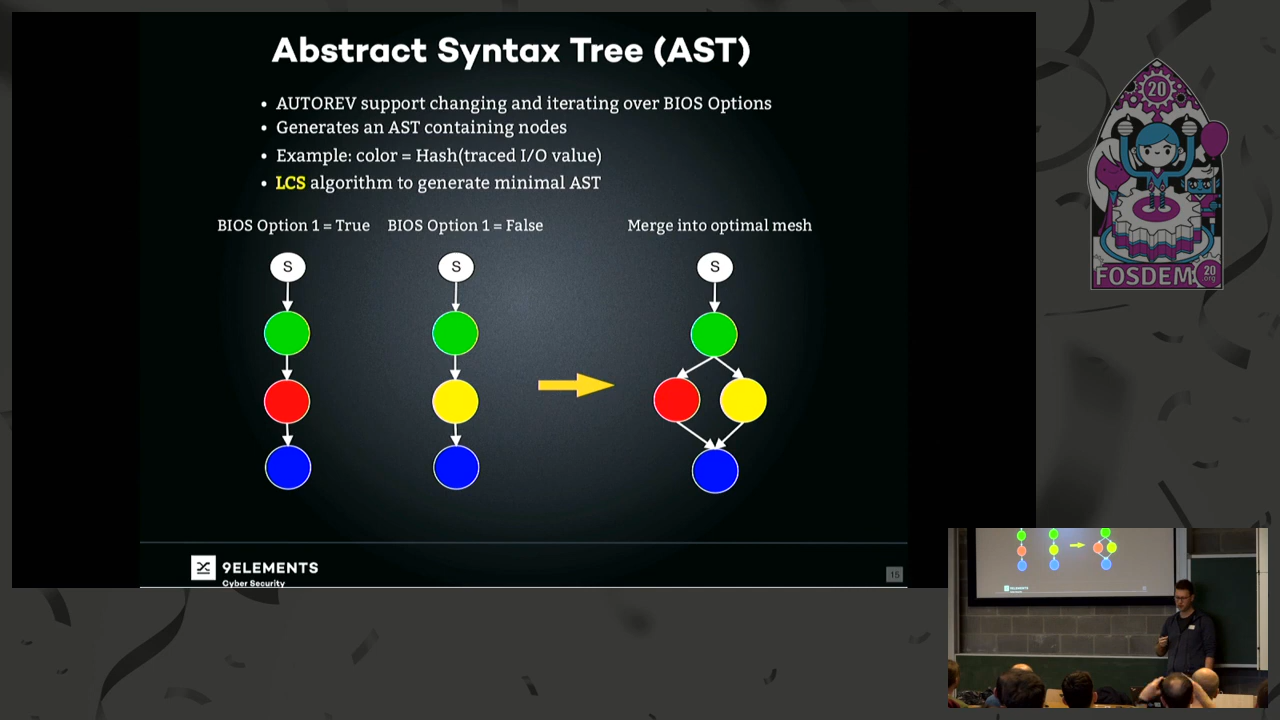 Abstract Syntax Tree (AST)
• AUTOREV support changing and iterating over BIOS Options
• Generates an AST containing nodes
• Example: color = Hash(traced I/O value)
• LCS algorithm to generate minimal AST
BIOS Option 1 = True
BIOS Option 1 = False
Merge into optimal mesh
S
S
S
9ELEMENTS
Cyber Security
15
20
FOSDEM
20
.org
9ELEMENTS